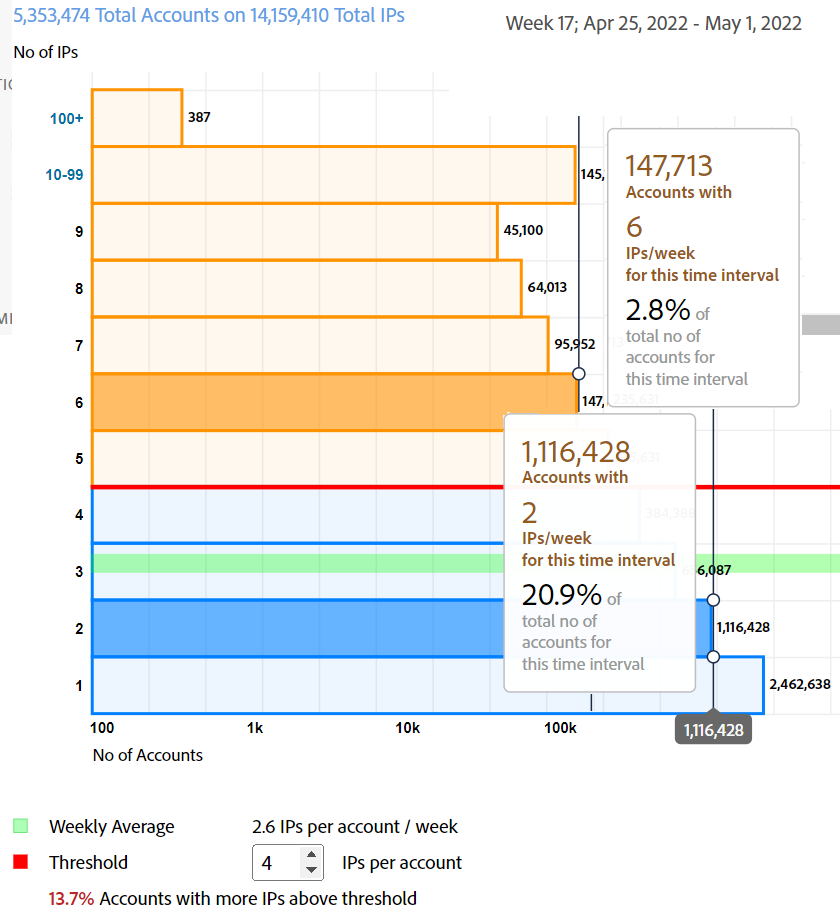 5,353,474 Total Accounts on 14,159,410 Total IPs
Week 17; Apr 25, 2022 - May 1, 2022
No of IPs
100+
387
10-99
145,
9
45,100
8
64,013
7
95,952
6
147,
5
4
384,388
3
6,087
2
1,116,428
1
2,462,638
147,713
Accounts with
6
IPs/week
for this time interval
2.8% of
total no of
accounts for
this time interval
1,116,428
Accounts with
2
IPs/week
for this time interval
20.9% of
total no of
accounts for
this time interval
100 1k 10k 100k
1,116,428
No of Accounts
Weekly Average 2.6 IPs per account / week
Threshold 4 IPs per account
13.7% Accounts with more IPs above threshold